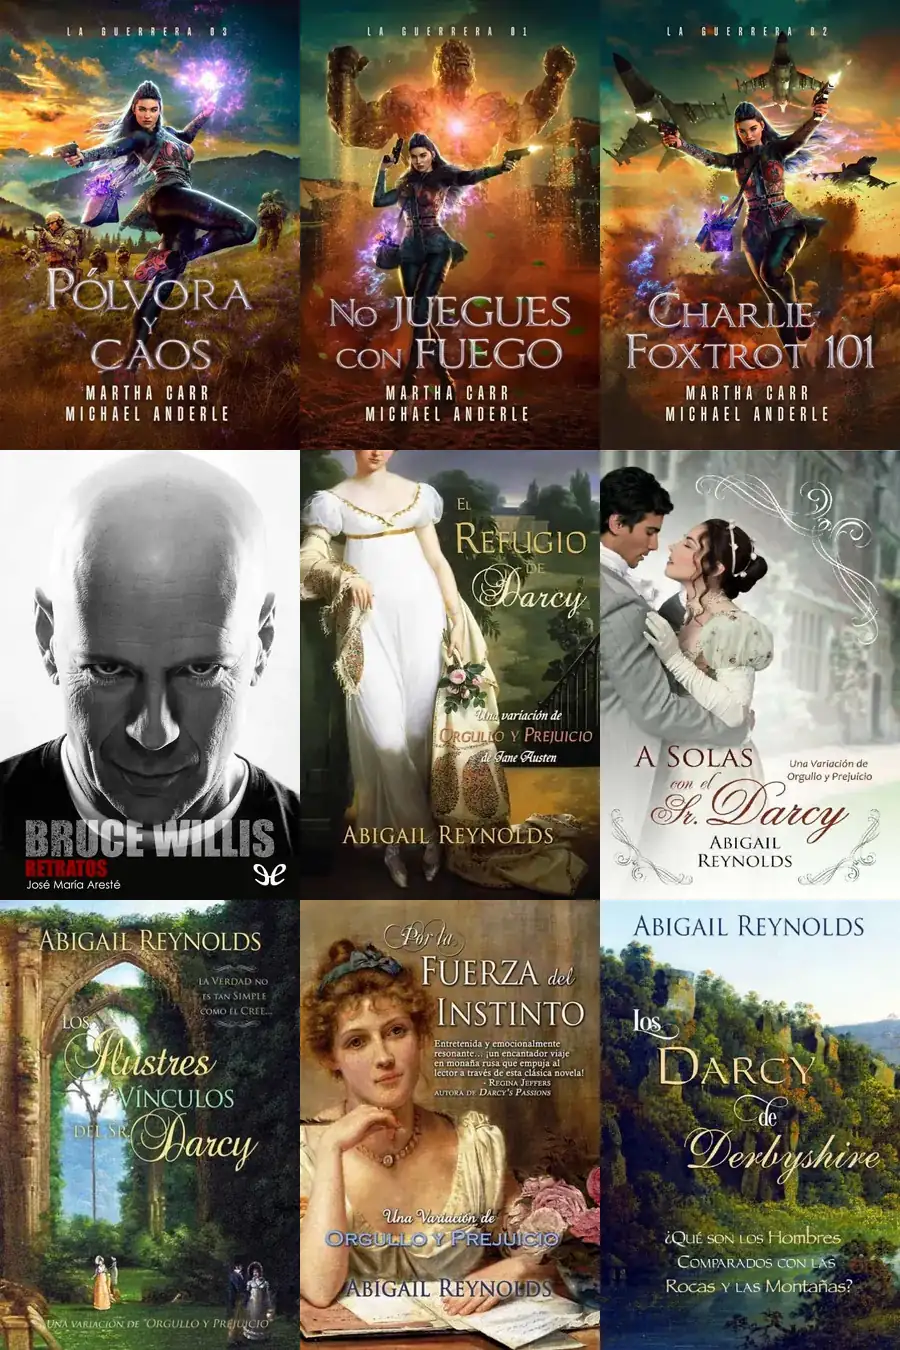 LA GUERRERA 03
PÓLVORA
Y
CAOS
MARTHA CARR
MICHAEL ANDERLE
LA GUERRERA 01
NO JUEGUES
CON FUEGO
MARTHA CARR
MICHAEL ANDERLE
LA GUERRERA 02
CHARLIE
FOXTROT 101
MARTHA CARR
MICHAEL ANDERLE
BRUCE WILLIS
RETRATOS
José María Aresté
EL
REFUGIO
DE
Darcy
Una variación de
ORGULLO Y PREJUICIO
de Jane Austen
ABIGAIL REYNOLDS
A SOLAS
con el
Sr. Darcy
Una Variación de
Orgullo y Prejuicio
ABIGAIL
REYNOLDS
ABIGAIL REYNOLDS
LA VERDAD NO
ES TAN SIMPLE
COMO EL CREE...
LOS
Ilustres
VÍNCULOS
DEL SR. Darcy
UNA VARIACIÓN DE "ORGULLO Y PREJUICIO"
Por la
FUERZA del
INSTINTO
Entretenida y emocionalmente
resonante... ¡un encantador viaje
en monaña rusa que empuja al
lector a través de esta clásica novela!
- REGINA JEFFERS
AUTORA DE DARCY'S PASSIONS
Una Variación de
ORGULLO Y PREJUICIO
ABIGAIL REYNOLDS
ABIGAIL REYNOLDS
Los
DARCY
de
Derbyshire
¿QUÉ SON LOS HOMBRES
COMPARADOS CON LAS
ROCAS Y LAS MONTAÑAS?